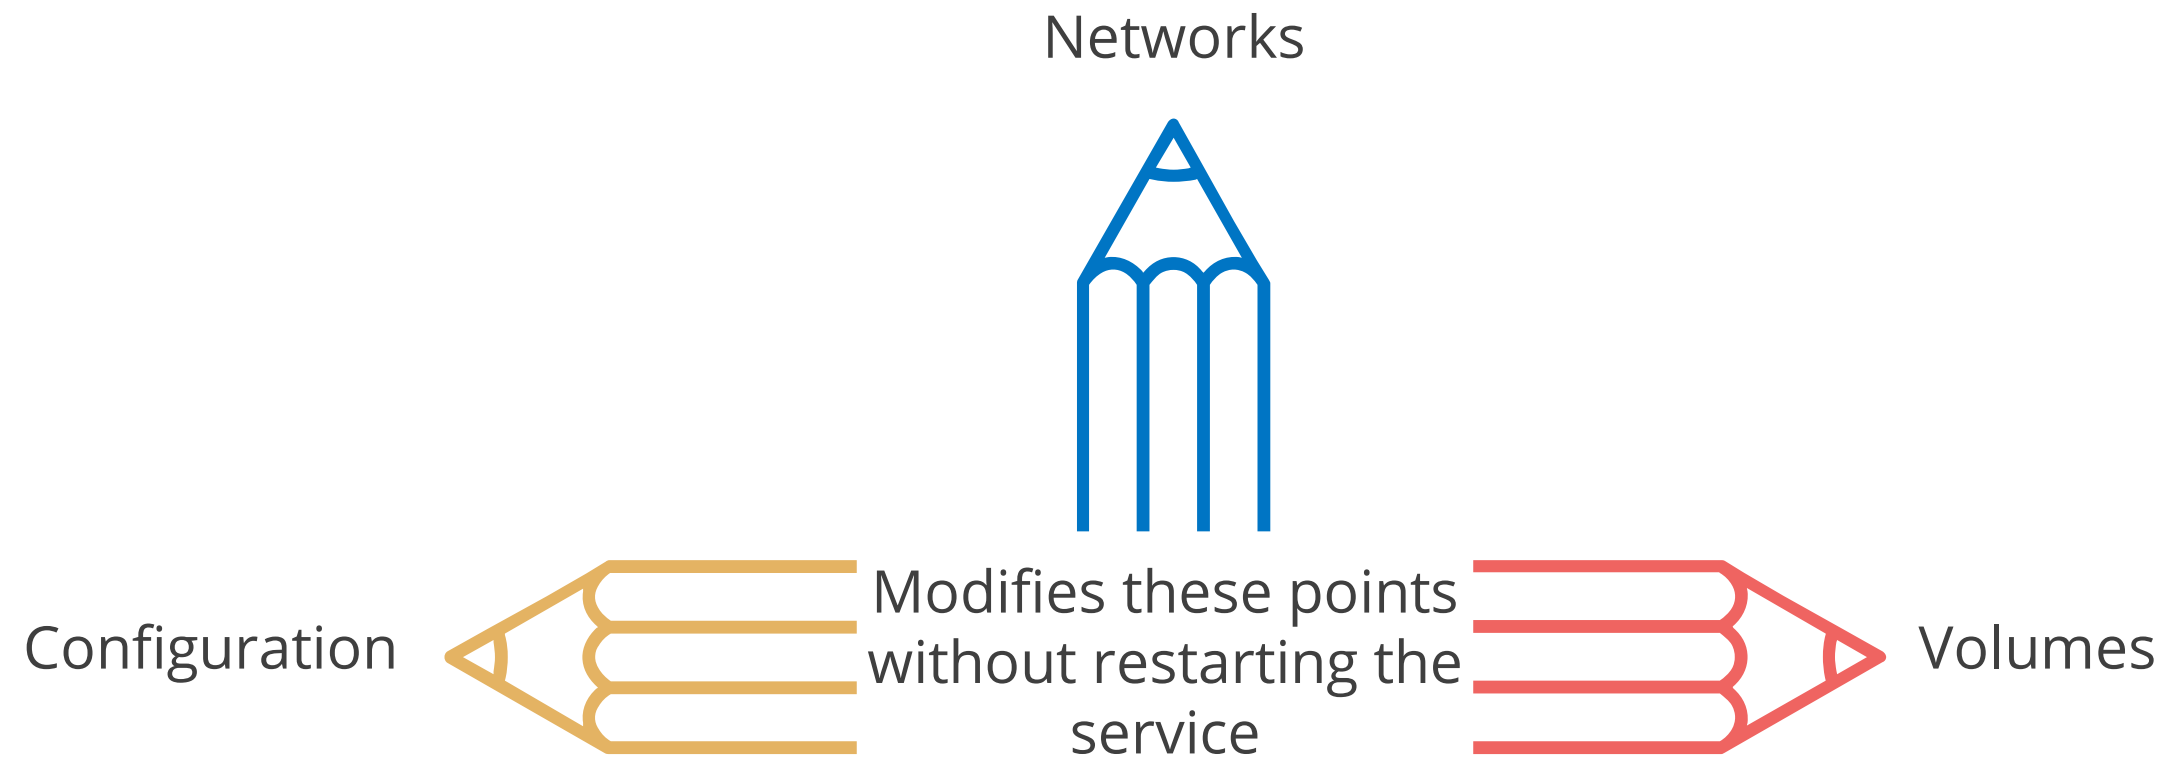 Networks
Configuration
Modifies these points
without restarting the
service
Volumes